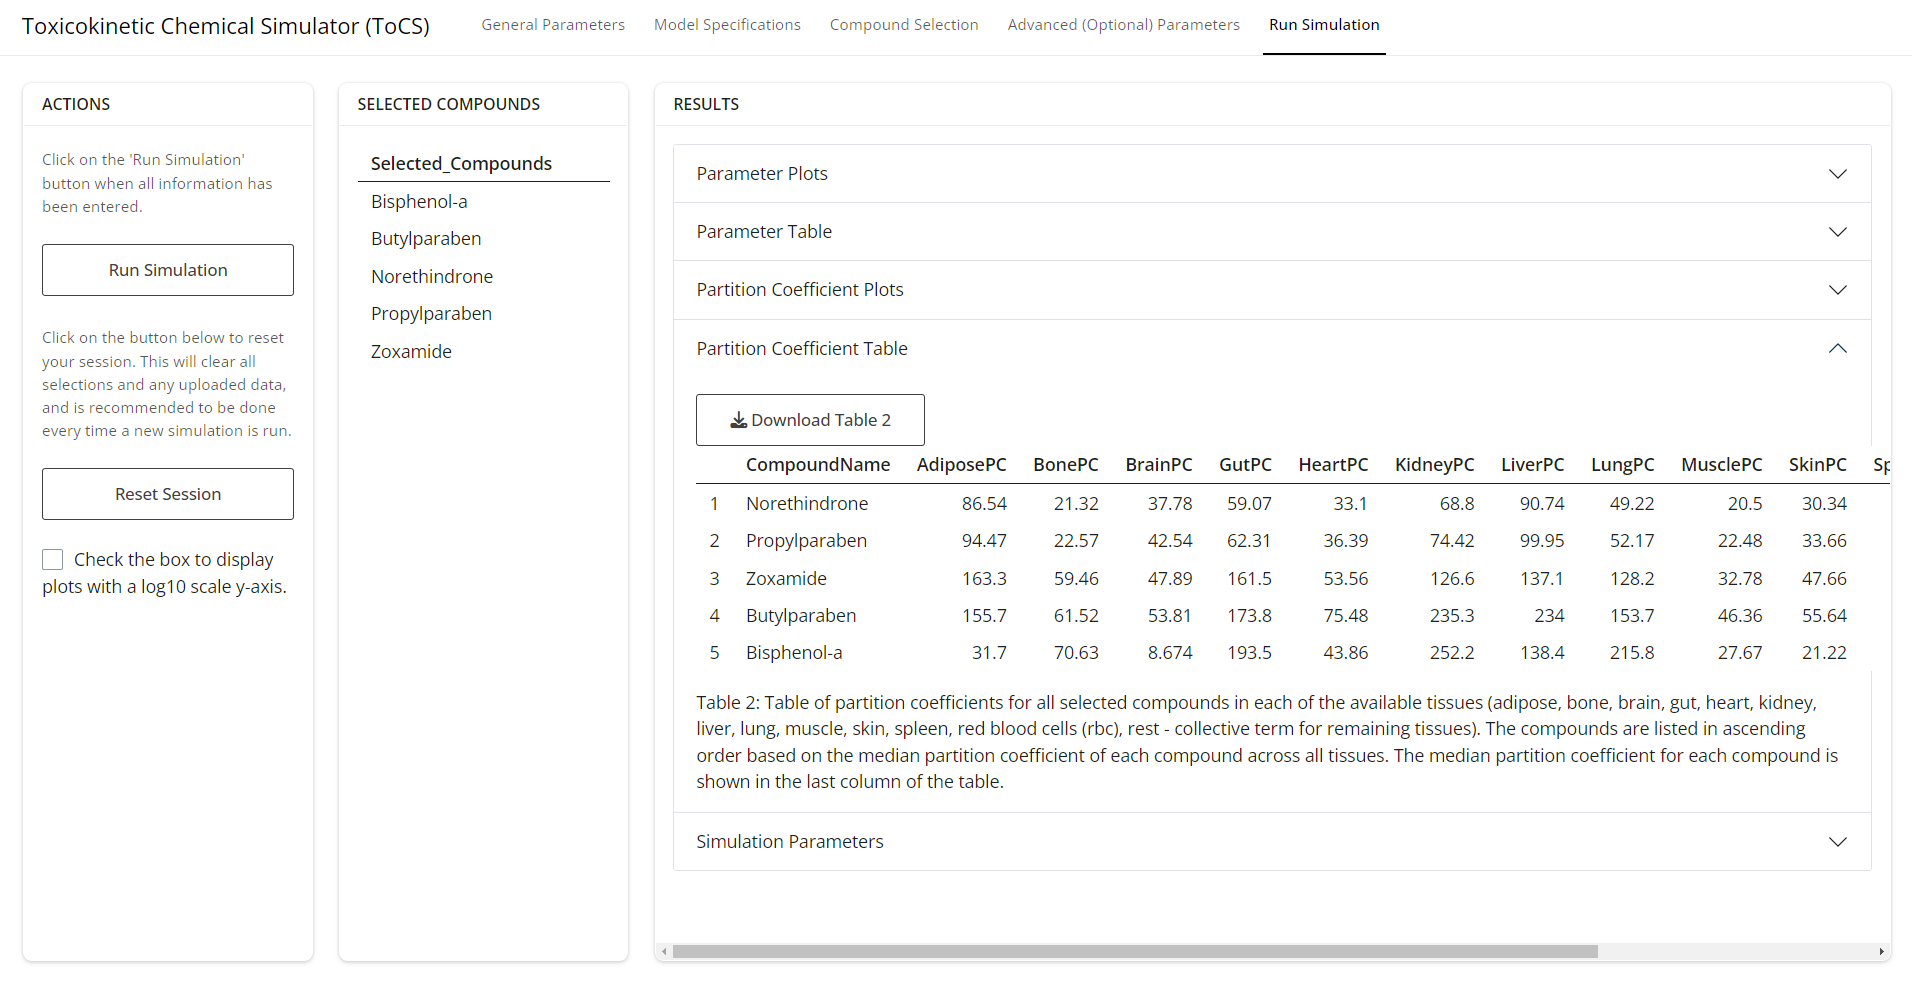 Toxicokinetic Chemical Simulator (ToCS)
General Parameters
Model Specifications
Compound Selection
Advanced (Optional) Parameters
Run Simulation
ACTIONS
Click on the 'Run Simulation'
button when all information has
been entered.
Run Simulation
Click on the button below to reset
your session. This will clear all
selections and any uploaded data,
and is recommended to be done
every time a new simulation is run.
Reset Session
Check the box to display
plots with a log10 scale y-axis.
SELECTED COMPOUNDS
Selected_Compounds
Bisphenol-a
Butylparaben
Norethindrone
Propylparaben
Zoxamide
RESULTS
Parameter Plots
Parameter Table
Partition Coefficient Plots
Partition Coefficient Table
Download Table 2
CompoundName AdiposePC BonePC BrainPC GutPC HeartPC KidneyPC LiverPC LungPC MusclePC SkinPC Sp
1 Norethindrone 86.54 21.32 37.78 59.07 33.1 68.8 90.74 49.22 20.5 30.34
2 Propylparaben 94.47 22.57 42.54 62.31 36.39 74.42 99.95 52.17 22.48 33.66
3 Zoxamide 163.3 59.46 47.89 161.5 53.56 126.6 137.1 128.2 32.78 47.66
4 Butylparaben 155.7 61.52 53.81 173.8 75.48 235.3 234 153.7 46.36 55.64
5 Bisphenol-a 31.7 70.63 8.674 193.5 43.86 252.2 138.4 215.8 27.67 21.22
Table 2: Table of partition coefficients for all selected compounds in each of the available tissues (adipose, bone, brain, gut, heart, kidney,
liver, lung, muscle, skin, spleen, red blood cells (rbc), rest - collective term for remaining tissues). The compounds are listed in ascending
order based on the median partition coefficient of each compound across all tissues. The median partition coefficient for each compound is
shown in the last column of the table.
Simulation Parameters